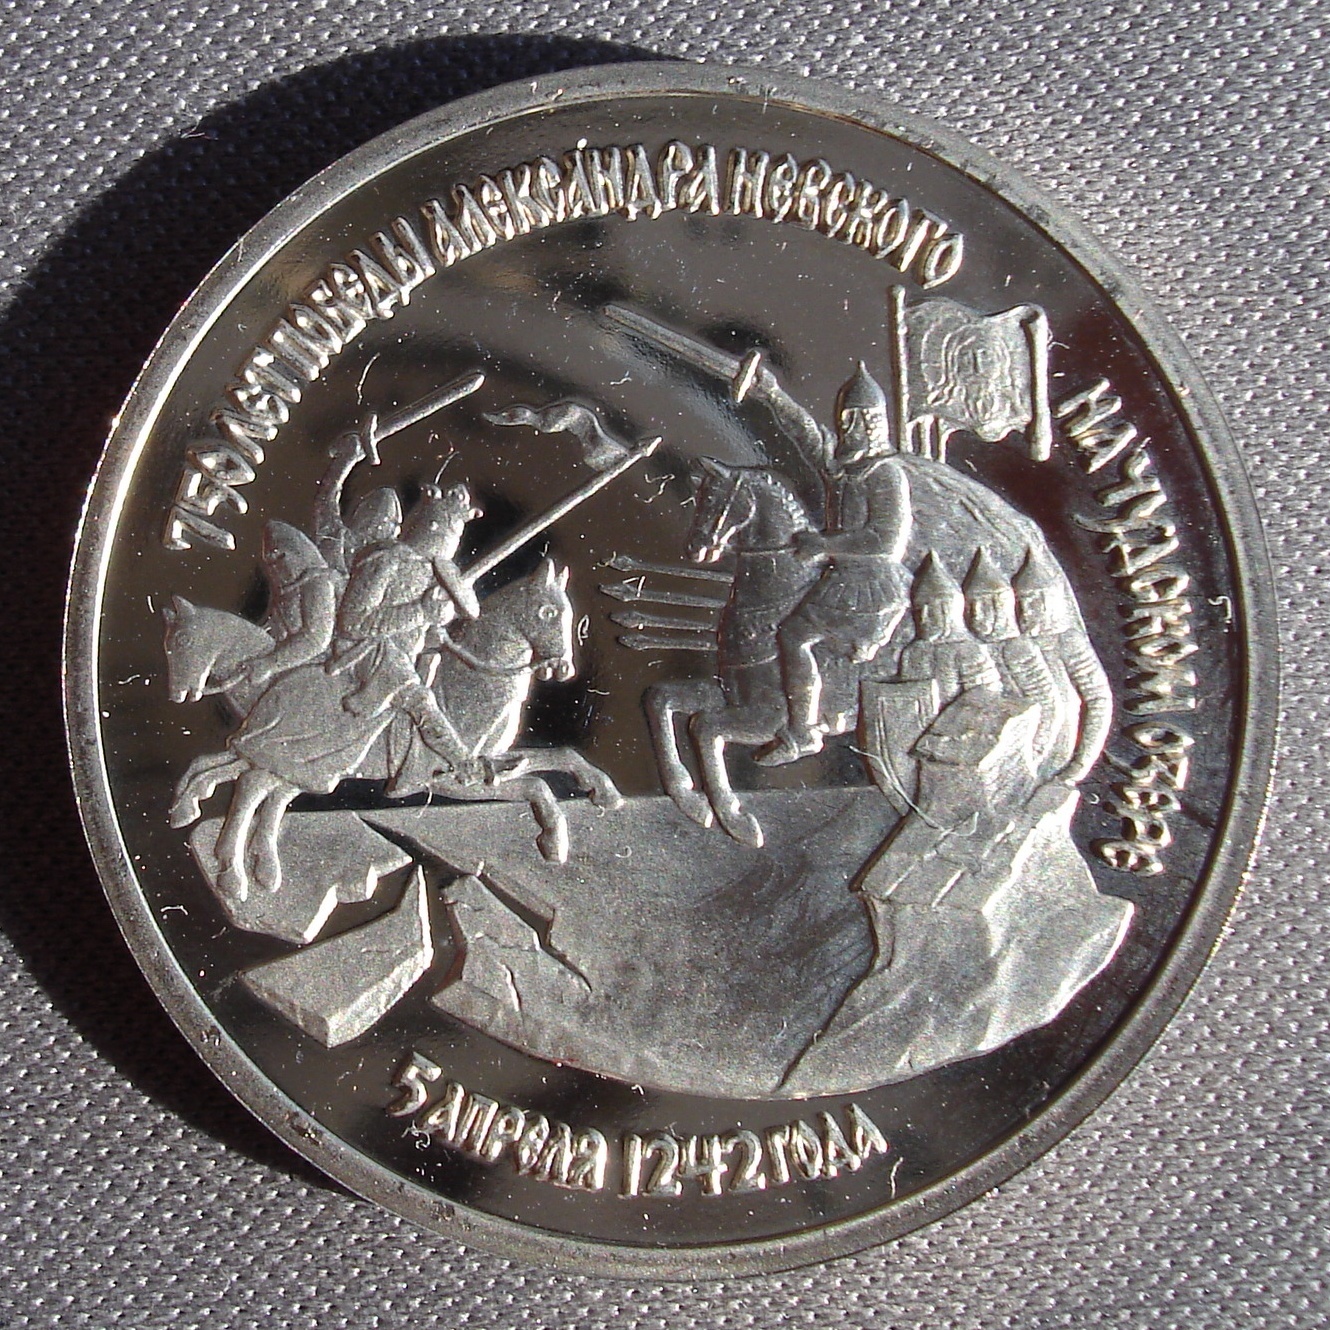 750 ЛЕТ ПОБЕДЫ АЛЕКСАНДРА НЕВСКОГО
НА ЧУДСКОМ ОЗЕРЕ
5 АПРЕЛЯ 1242 ГОДА